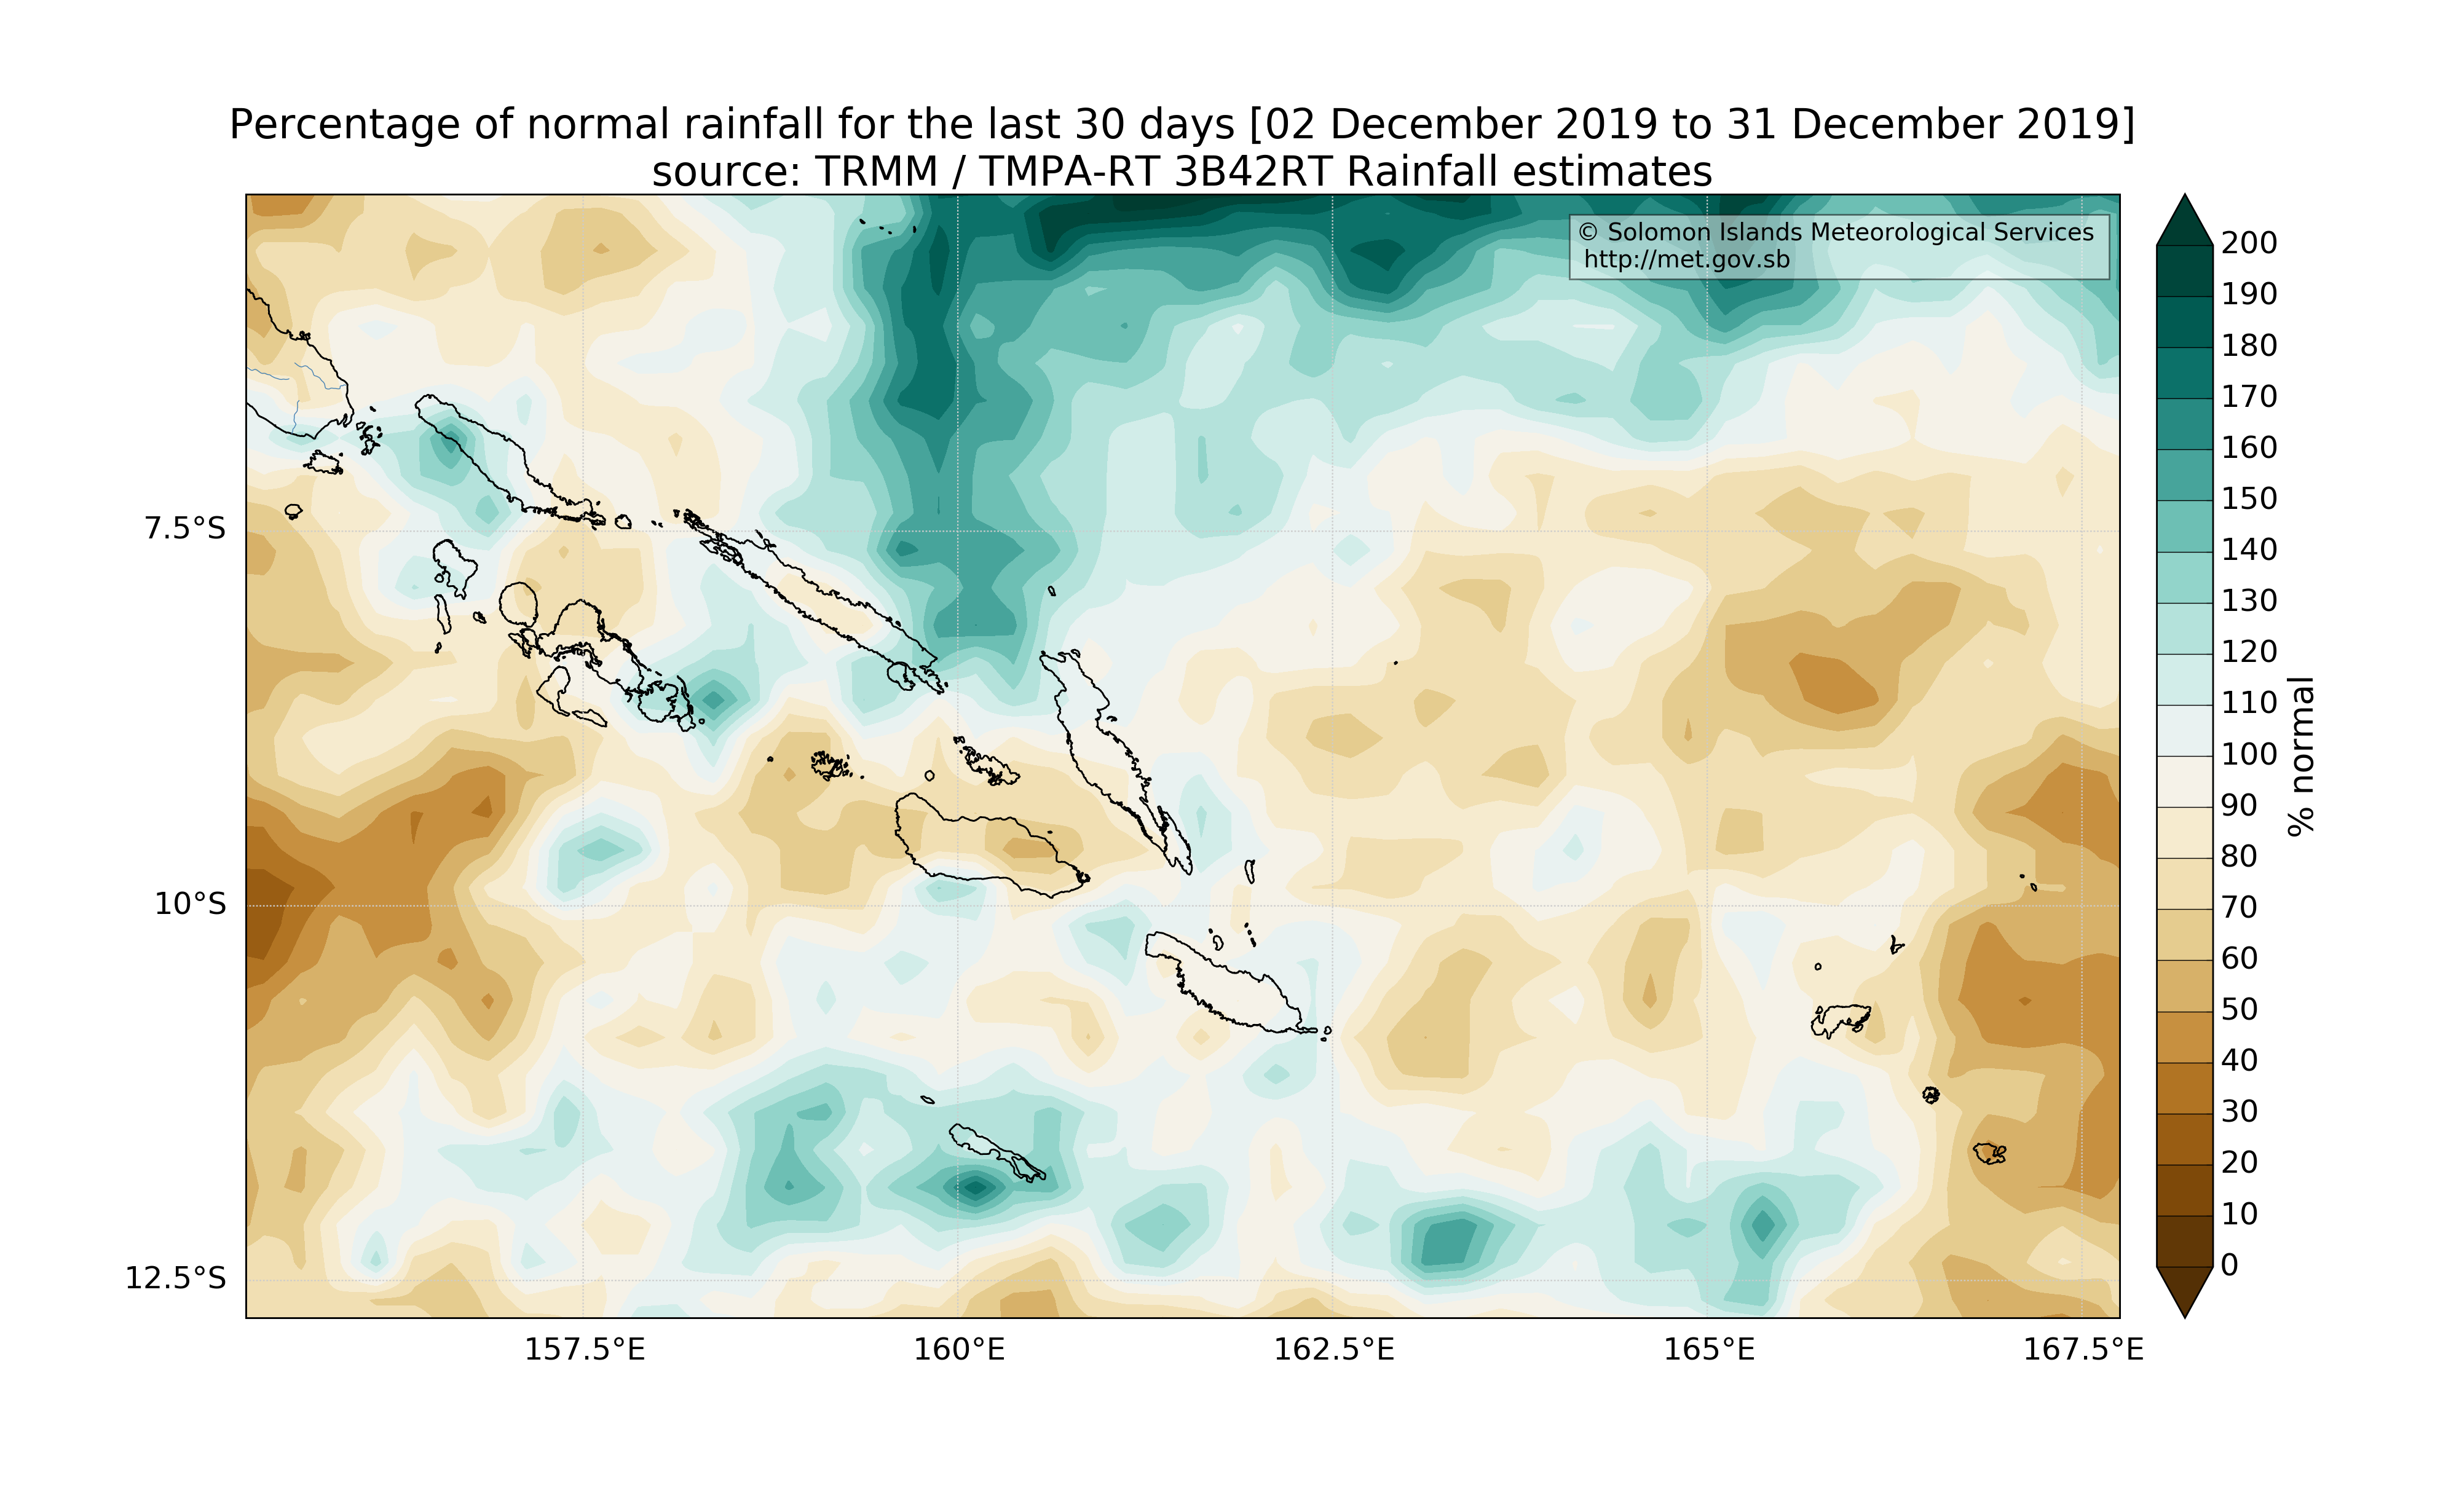 Percentage of normal rainfall for the last 30 days [02 December 2019 to 31 December 2019]
source: TRMM / TMPA-RT 3B42RT Rainfall estimates
© Solomon Islands Meteorological Services
http://met.gov.sb
7.5°S
10°S
12.5°S
157.5°E
160°E
162.5°E
165°E
167.5°E
200
190
180
170
160
150
140
130
120
110
100
90
80
70
60
50
40
30
20
10
0
% normal